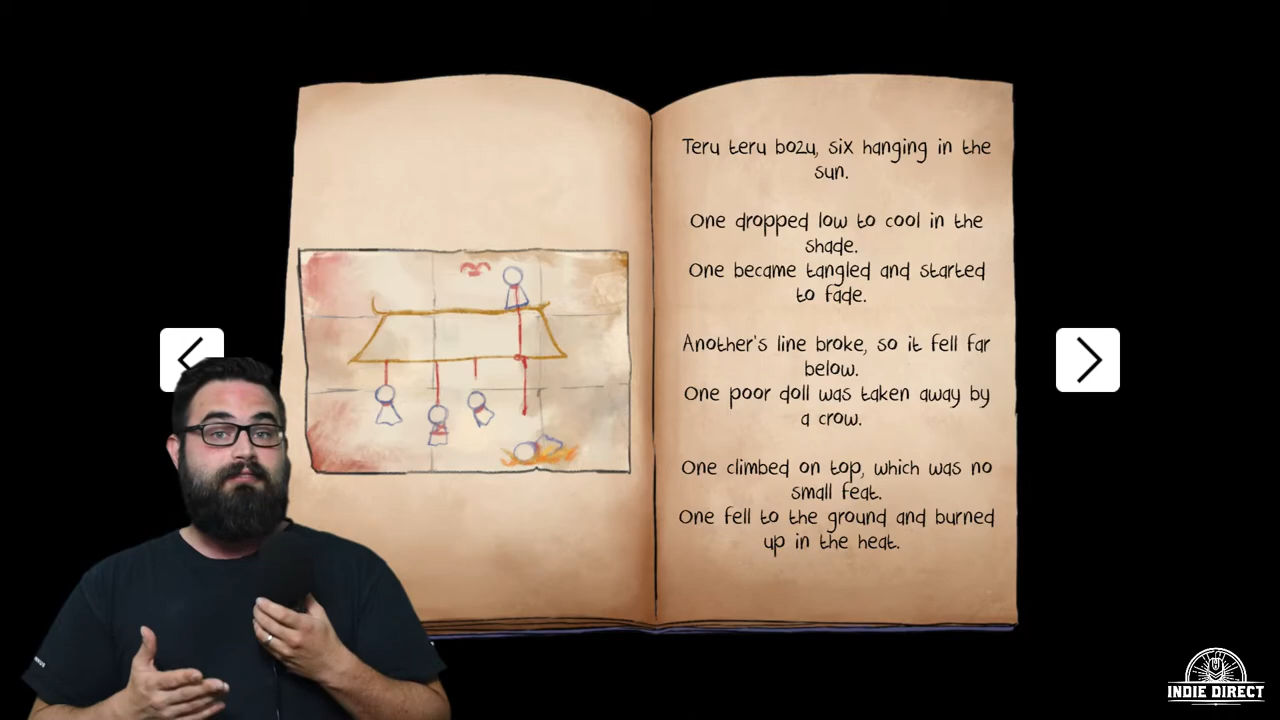 Teru teru bozu, six hanging in the
sun.
One dropped low to cool in the
shade.
One became tangled and started
to fade.
Another's line broke, so it fell far
below.
One poor doll was taken away by
a crow.
One climbed on top, which was no
small feat.
One fell to the ground and burned
up in the heat.
INDIE DIRECT